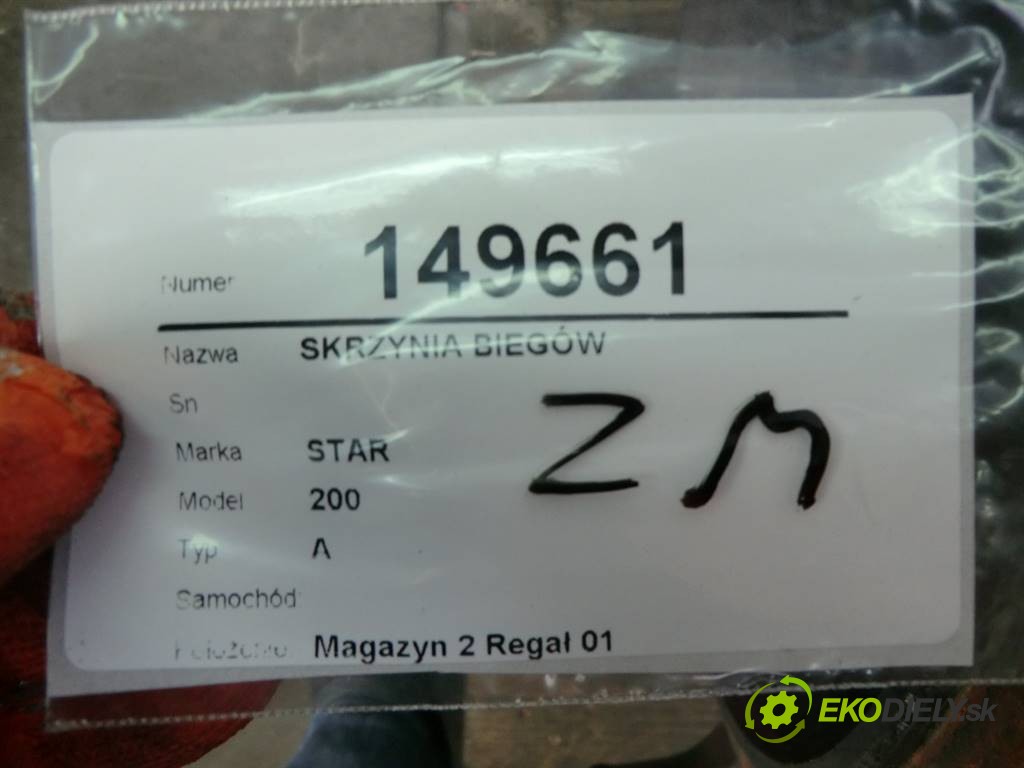 Numer 149661
Nazwa SKRZYNIA BIEGÓW
Sn
ZM
Marka STAR
Model 200
Typ A
Samochód
Położenie Magazyn 2 Regał 01
EKODIELY.sk